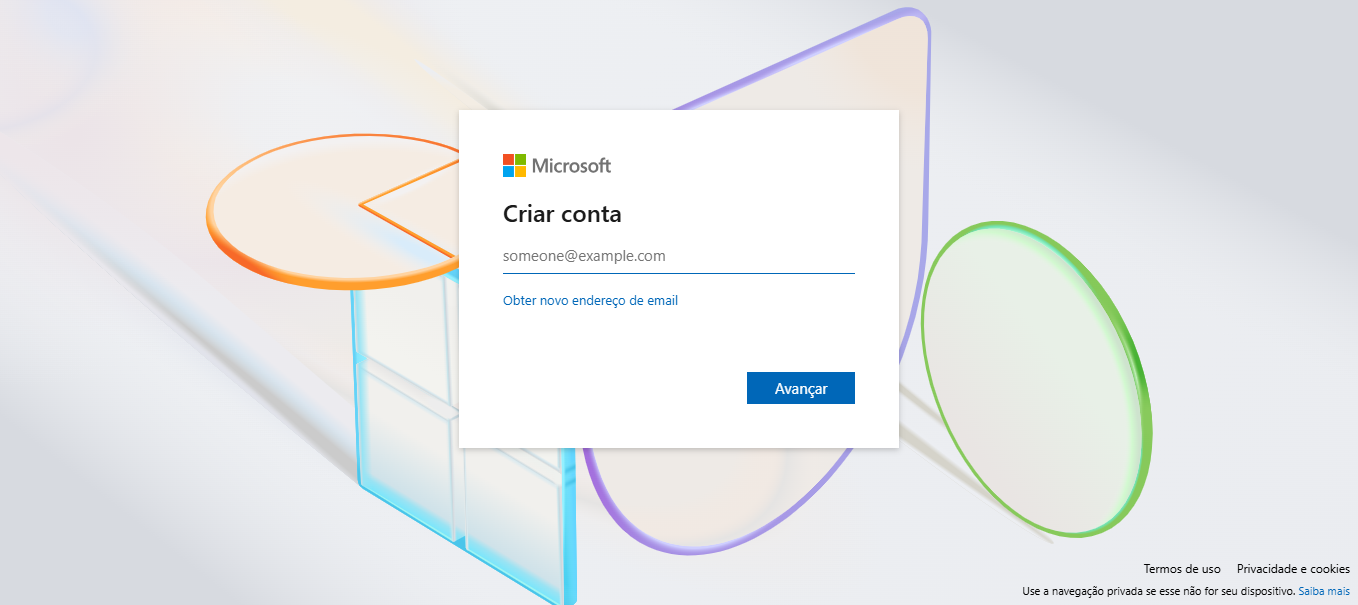 Microsoft
Criar conta
someone@example.com
Obter novo endereço de email
Avançar
Termos de uso Privacidade e cookies
Use a navegação privada se esse não for seu dispositivo. Saiba mais